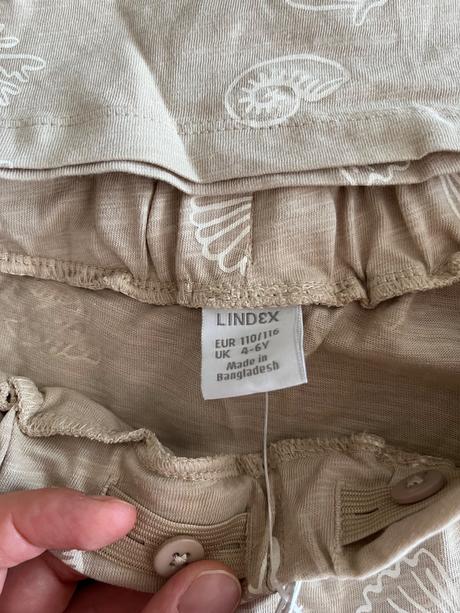 LINDEX
EUR 110/116
UK 4-6Y
Made in
Bangladesh